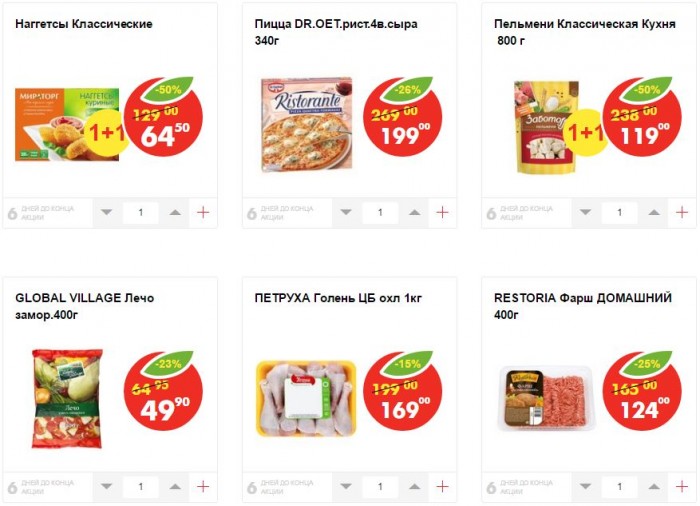 Наггетсы Классические
МИРАТОРГ
НАГГЕТСЫ
КУРИНЫЕ
1+1
-50%
129 00
64 50
6 ДНЕЙ ДО КОНЦА
АКЦИИ
1
+
Пицца DR.OET.рист.4в.сыра
340г
Ristorante
-26%
269 00
199 00
6 ДНЕЙ ДО КОНЦА
АКЦИИ
1
+
Пельмени Классическая Кухня
800 г
1+1
-50%
238 00
119 00
6 ДНЕЙ ДО КОНЦА
АКЦИИ
1
+
GLOBAL VILLAGE Лечо
замор.400г
Лечо
-23%
64 95
49 90
6 ДНЕЙ ДО КОНЦА
АКЦИИ
1
+
ПЕТРУХА Голень ЦБ охл 1кг
-15%
199 00
169 00
6 ДНЕЙ ДО КОНЦА
АКЦИИ
1
+
RESTORIA Фарш ДОМАШНИЙ
400г
-25%
165 00
124 00
6 ДНЕЙ ДО КОНЦА
АКЦИИ
1
+